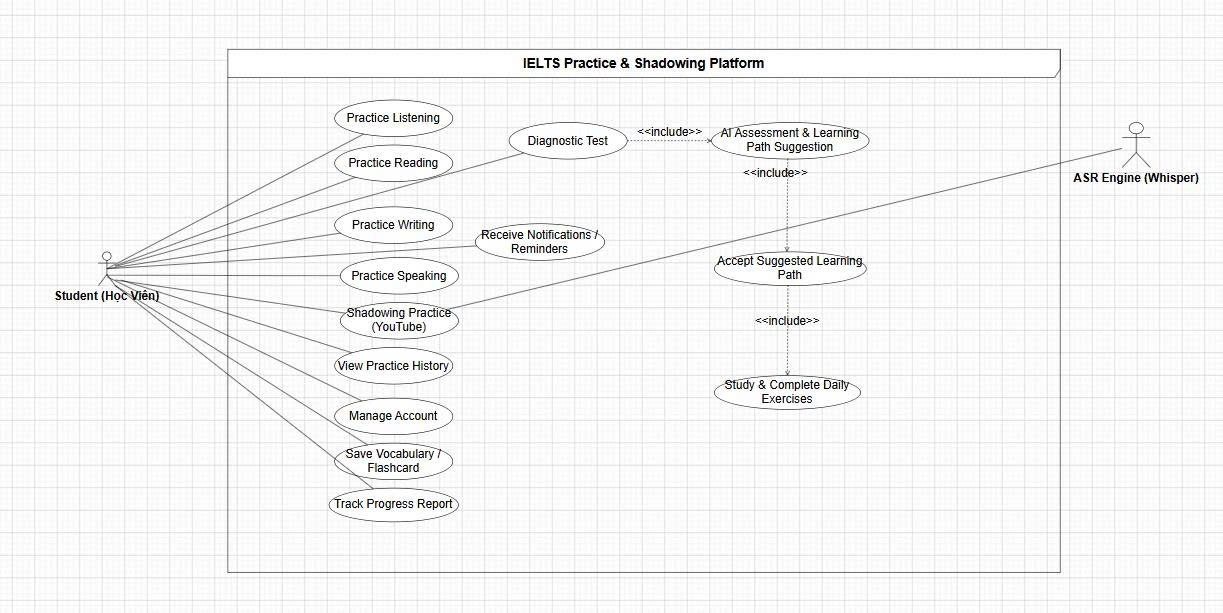 IELTS Practice & Shadowing Platform
Practice Listening
Diagnostic Test
<<include>>
AI Assessment & Learning
Path Suggestion
Practice Reading
<<include>>
ASR Engine (Whisper)
Practice Writing
Receive Notifications /
Reminders
Accept Suggested Learning
Path
Practice Speaking
Student (Học Viên)
Shadowing Practice
(YouTube)
<<include>>
View Practice History
Study & Complete Daily
Exercises
Manage Account
Save Vocabulary /
Flashcard
Track Progress Report